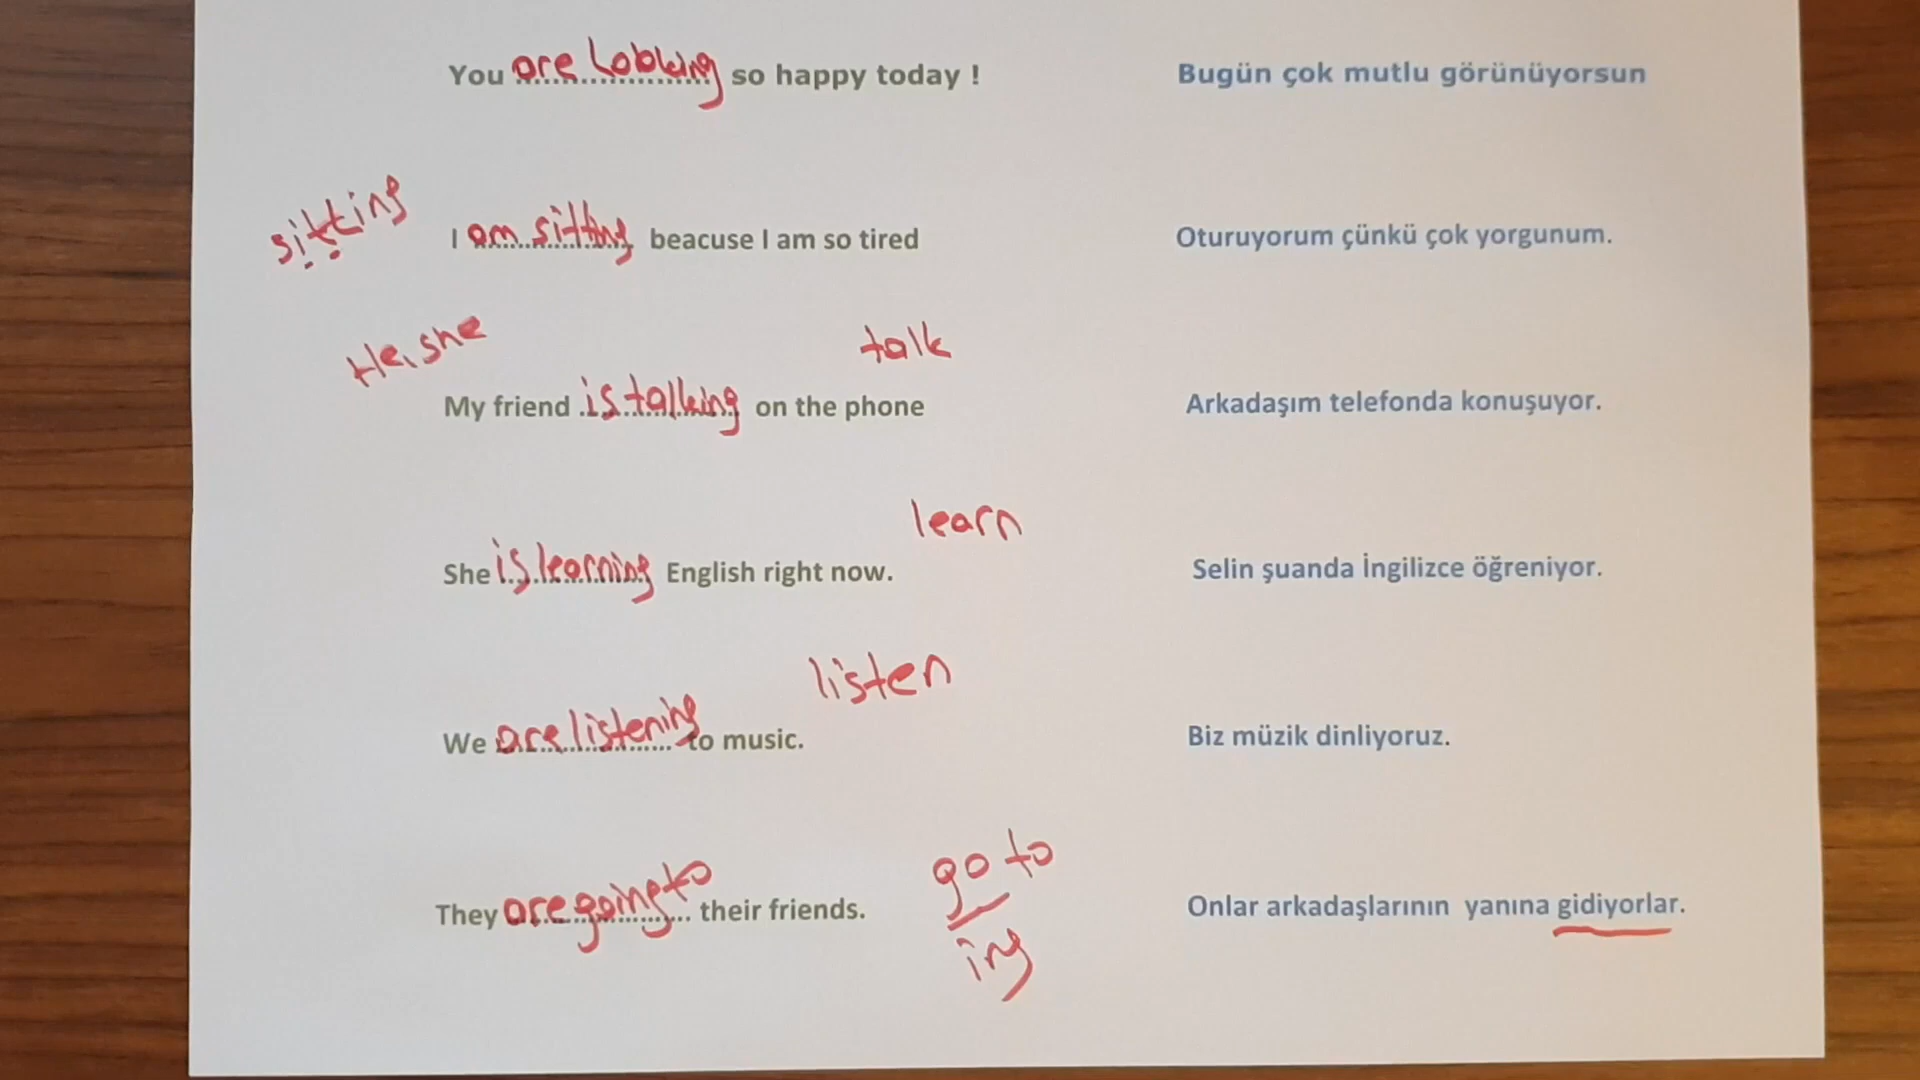 You are looking so happy today ! Bugün çok mutlu görünüyorsun
sitting
I am sitting beacuse I am so tired Oturuyorum çünkü çok yorgunum.
He, she talk
My friend is talking on the phone Arkadaşım telefonda konuşuyor.
learn
She is learning English right now. Selin şuanda İngilizce öğreniyor.
listen
We are listening to music. Biz müzik dinliyoruz.
go to
They are going to their friends. Onlar arkadaşlarının yanına gidiyorlar.
ing